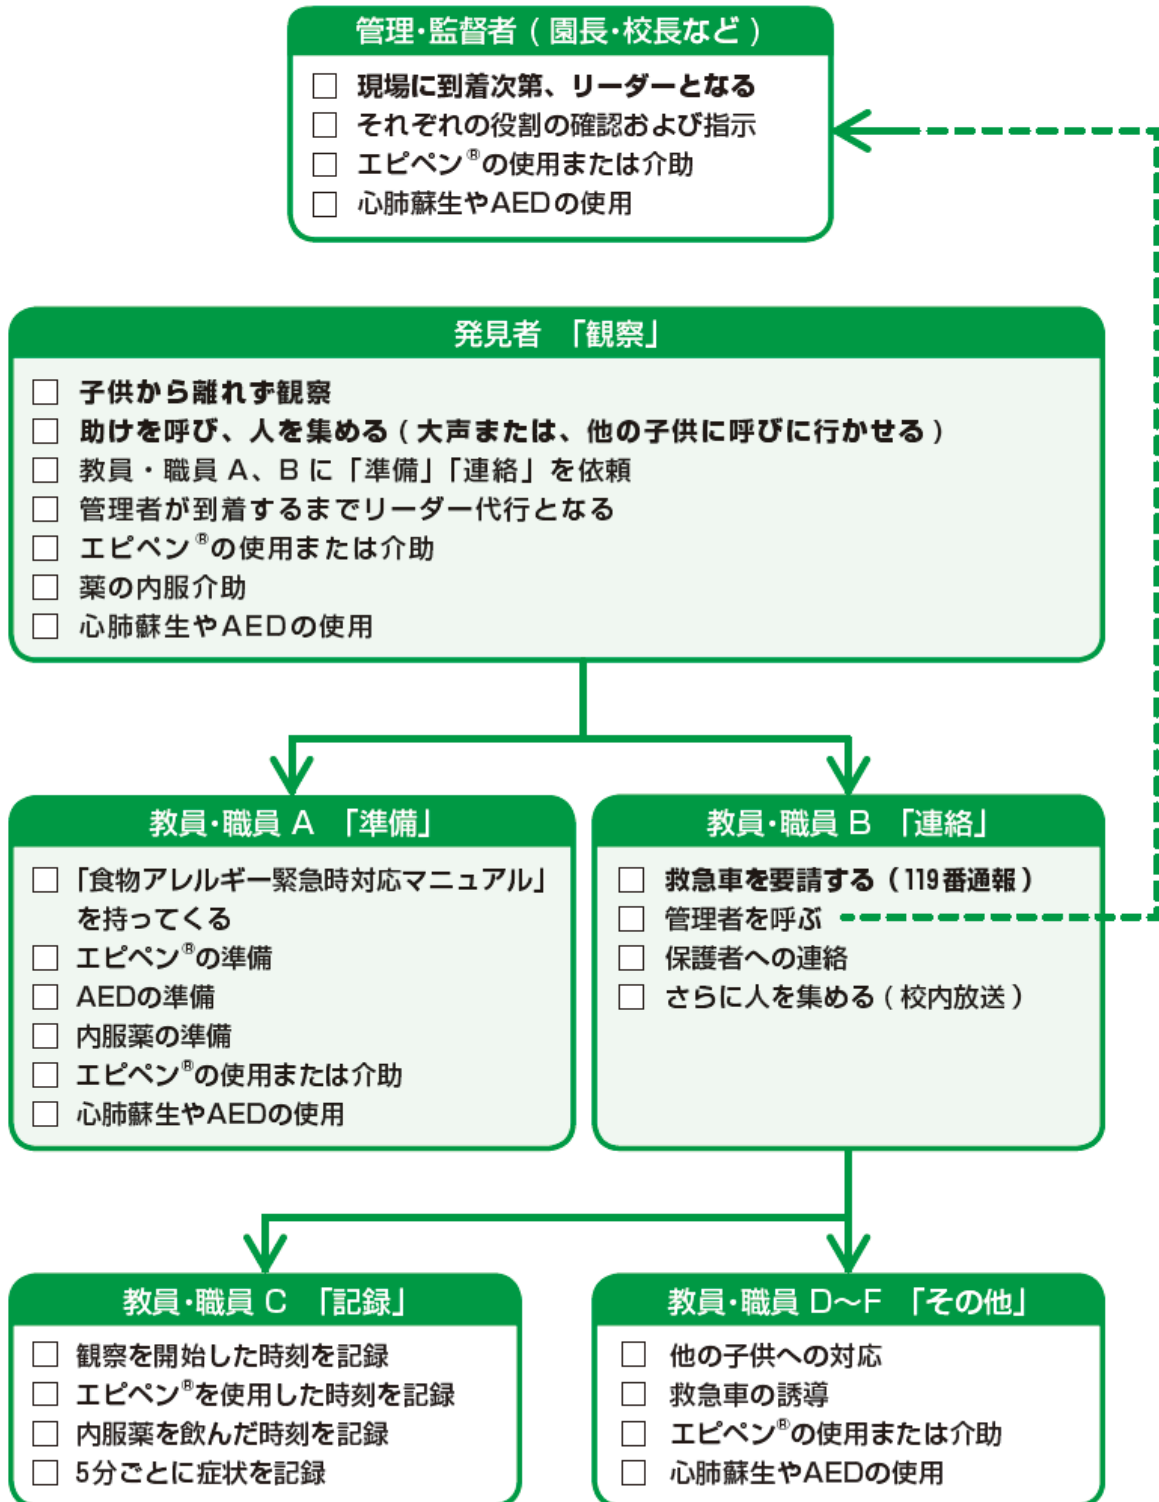 管理・監督者(園長・校長など)
□ 現場に到着次第、リーダーとなる
□ それぞれの役割の確認および指示
□ エピペン®の使用または介助
□ 心肺蘇生やAEDの使用
発見者 「観察」
□ 子供から離れず観察
□ 助けを呼び、人を集める(大声または、他の子供に呼びに行かせる)
□ 教員・職員 A、B に「準備」「連絡」を依頼
□ 管理者が到着するまでリーダー代行となる
□ エピペン®の使用または介助
□ 薬の内服介助
□ 心肺蘇生やAEDの使用
教員・職員 A 「準備」
□ 「食物アレルギー緊急時対応マニュアル」
を持ってくる
□ エピペン®の準備
□ AEDの準備
□ 内服薬の準備
□ エピペン®の使用または介助
□ 心肺蘇生やAEDの使用
教員・職員 B 「連絡」
□ 救急車を要請する(119番通報)
□ 管理者を呼ぶ
□ 保護者への連絡
□ さらに人を集める(校内放送)
教員・職員 C 「記録」
□ 観察を開始した時刻を記録
□ エピペン®を使用した時刻を記録
□ 内服薬を飲んだ時刻を記録
□ 5分ごとに症状を記録
教員・職員 D〜F 「その他」
□ 他の子供への対応
□ 救急車の誘導
□ エピペン®の使用または介助
□ 心肺蘇生やAEDの使用